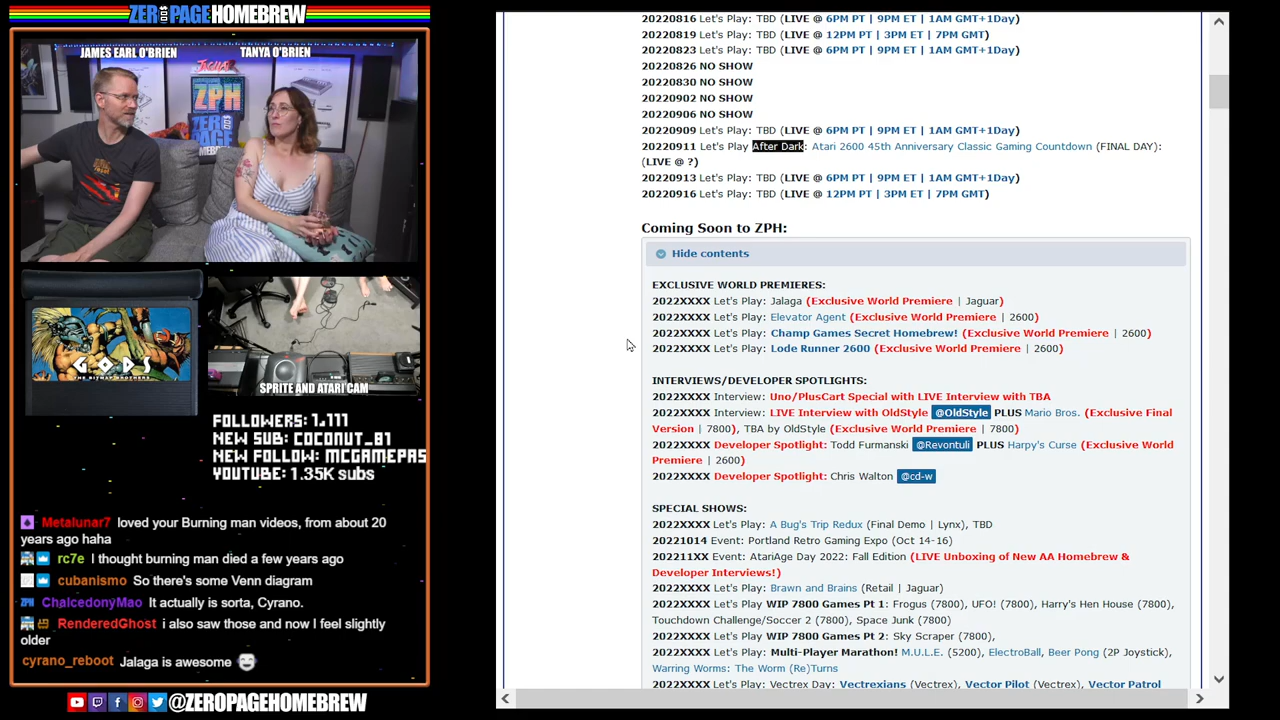 ZERO PAGE HOMEBREW
JAMES EARL O'BRIEN
TANYA O'BRIEN
JAGUAR
ZPH
GODS
THE BITMAP BROTHERS
SPRITE AND ATARI CAM
FOLLOWERS: 1,111
NEW SUB: COCONUT_81
NEW FOLLOW: MCGAMEPAS
YOUTUBE: 1.35K subs
Metalunar7 loved your Burning man videos, from about 20
years ago haha
rc7e I thought burning man died a few years ago
cubanismo So there's some Venn diagram
ChalcedonyMao It actually is sorta, Cyrano.
RenderedGhost i also saw those and now I feel slightly
older
cyrano_reboot Jalaga is awesome
@ZEROPAGEHOMEBREW
20220816 Let's Play: TBD (LIVE @ 6PM PT | 9PM ET | 1AM GMT+1Day)
20220819 Let's Play: TBD (LIVE @ 12PM PT | 3PM ET | 7PM GMT)
20220823 Let's Play: TBD (LIVE @ 6PM PT | 9PM ET | 1AM GMT+1Day)
20220826 NO SHOW
20220830 NO SHOW
20220902 NO SHOW
20220906 NO SHOW
20220909 Let's Play: TBD (LIVE @ 6PM PT | 9PM ET | 1AM GMT+1Day)
20220911 Let's Play After Dark: Atari 2600 45th Anniversary Classic Gaming Countdown (FINAL DAY):
(LIVE @ ?)
20220913 Let's Play: TBD (LIVE @ 6PM PT | 9PM ET | 1AM GMT+1Day)
20220916 Let's Play: TBD (LIVE @ 12PM PT | 3PM ET | 7PM GMT)
Coming Soon to ZPH:
Hide contents
EXCLUSIVE WORLD PREMIERES:
2022XXXX Let's Play: Jalaga (Exclusive World Premiere | Jaguar)
2022XXXX Let's Play: Elevator Agent (Exclusive World Premiere | 2600)
2022XXXX Let's Play: Champ Games Secret Homebrew! (Exclusive World Premiere | 2600)
2022XXXX Let's Play: Lode Runner 2600 (Exclusive World Premiere | 2600)
INTERVIEWS/DEVELOPER SPOTLIGHTS:
2022XXXX Interview: Uno/PlusCart Special with LIVE Interview with TBA
2022XXXX Interview: LIVE Interview with OldStyle @OldStyle PLUS Mario Bros. (Exclusive Final
Version | 7800), TBA by OldStyle (Exclusive World Premiere | 7800)
2022XXXX Developer Spotlight: Todd Furmanski @Revontuli PLUS Harpy's Curse (Exclusive World
Premiere | 2600)
2022XXXX Developer Spotlight: Chris Walton @cd-w
SPECIAL SHOWS:
2022XXXX Let's Play: A Bug's Trip Redux (Final Demo | Lynx), TBD
20221014 Event: Portland Retro Gaming Expo (Oct 14-16)
202211XX Event: AtariAge Day 2022: Fall Edition (LIVE Unboxing of New AA Homebrew &
Developer Interviews!)
2022XXXX Let's Play: Brawn and Brains (Retail | Jaguar)
2022XXXX Let's Play WIP 7800 Games Pt 1: Frogus (7800), UFO! (7800), Harry's Hen House (7800),
Touchdown Challenge/Soccer 2 (7800), Space Junk (7800)
2022XXXX Let's Play WIP 7800 Games Pt 2: Sky Scraper (7800),
2022XXXX Let's Play: Multi-Player Marathon! M.U.L.E. (5200), ElectroBall, Beer Pong (2P Joystick),
Warring Worms: The Worm (Re)Turns
2022XXXX Let's Play: Vectrex Day: Vectrexians (Vectrex), Vector Pilot (Vectrex), Vector Patrol